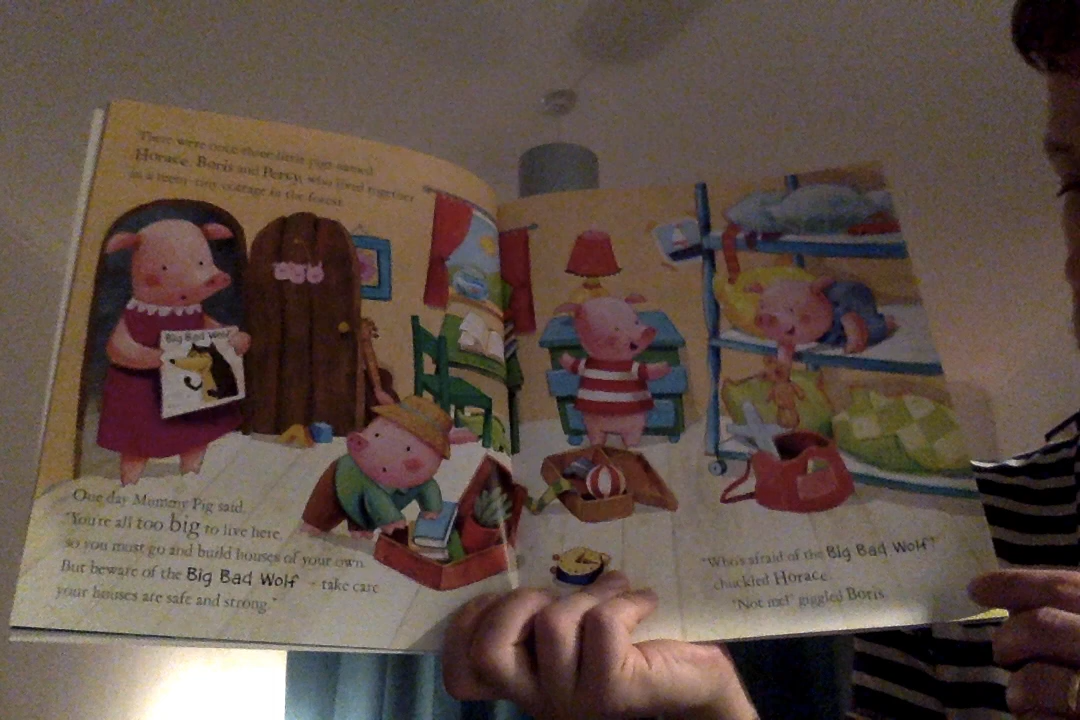 There were once three little pigs named
Horace, Boris and Percy, who lived together
in a teeny-tiny cottage in the forest.
Big Bad Wolf
One day Mummy Pig said,
"You're all too big to live here,
so you must go and build houses of your own.
But beware of the Big Bad Wolf – take care
your houses are safe and strong."
"Who's afraid of the Big Bad Wolf?"
chuckled Horace.
"Not me!" giggled Boris.